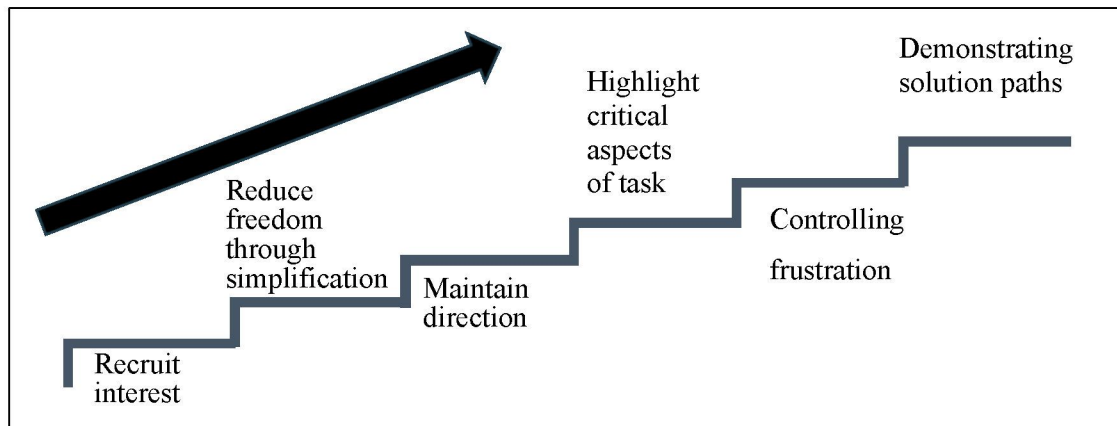 Recruit
interest
Reduce
freedom
through
simplification
Maintain
direction
Highlight
critical
aspects
of task
Controlling
frustration
Demonstrating
solution paths